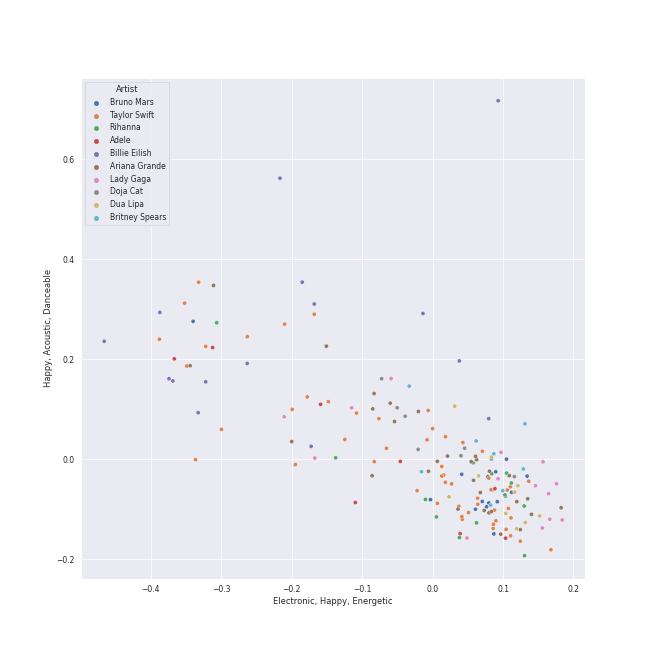 Artist
Bruno Mars
Taylor Swift
Rihanna
Adele
Billie Eilish
Ariana Grande
Lady Gaga
Doja Cat
Dua Lipa
Britney Spears
Happy, Acoustic, Danceable
0.6
0.4
0.2
0.0
−0.2
−0.4 −0.3 −0.2 −0.1 0.0 0.1 0.2
Electronic, Happy, Energetic